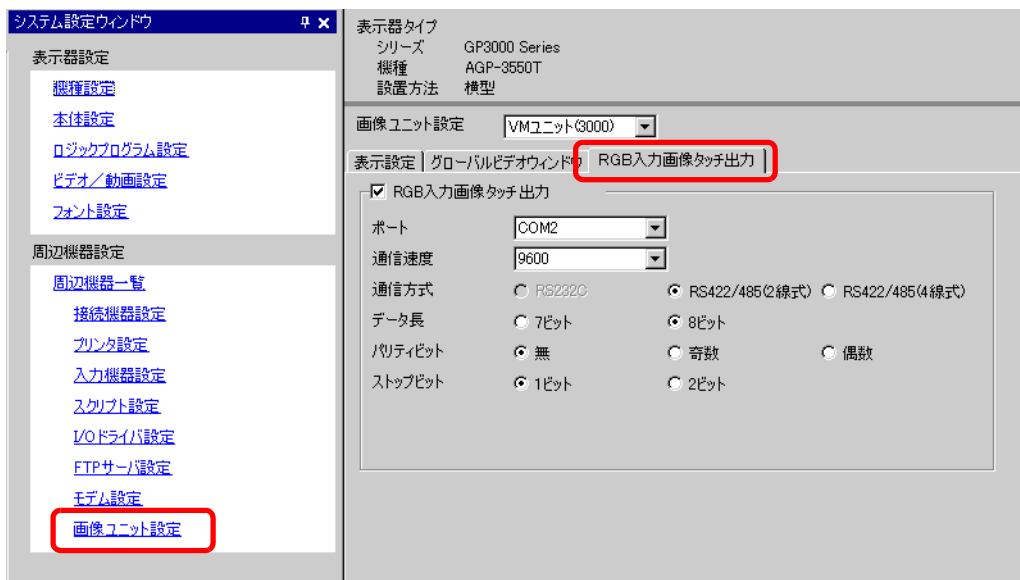 システム設定ウィンドウ
表示器設定
機種設定
本体設定
ロジックプログラム設定
ビデオ／動画設定
フォント設定
周辺機器設定
周辺機器一覧
接続機器設定
プリンタ設定
入力機器設定
スクリプト設定
I/Oドライバ設定
FTPサーバ設定
モデム設定
画像ユニット設定
表示器タイプ
シリーズ GP3000 Series
機種 AGP-3550T
設置方法 横型
画像ユニット設定 VMユニット(3000)
表示設定 グローバルビデオウィンドウ RGB入力画像タッチ出力
RGB入力画像タッチ出力
ポート COM2
通信速度 9600
通信方式 RS232C RS422/485(2線式) RS422/485(4線式)
データ長 7ビット 8ビット
パリティビット 無 奇数 偶数
ストップビット 1ビット 2ビット